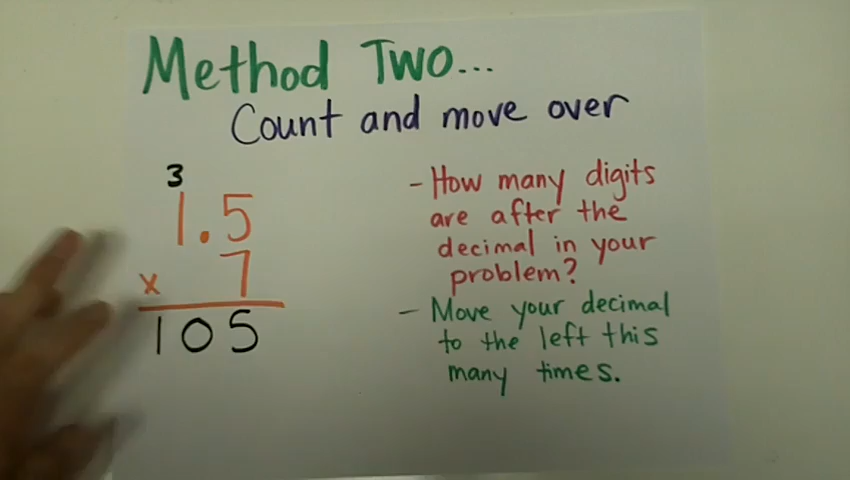 Method Two...
Count and move over
3
1.5
x 7
105
- How many digits
are after the
decimal in your
problem?
- Move your decimal
to the left this
many times.